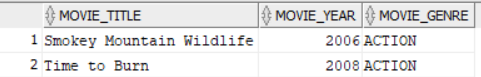 MOVIE_TITLE MOVIE_YEAR MOVIE_GENRE
1 Smokey Mountain Wildlife 2006 ACTION
2 Time to Burn 2008 ACTION